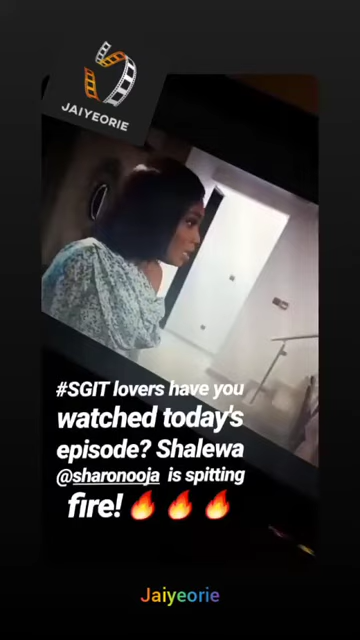 JAIYEORIE
#SGIT lovers have you
watched today's
episode? Shalewa
@sharonooja is spitting
fire! 🔥 🔥 🔥
Jaiyeorie